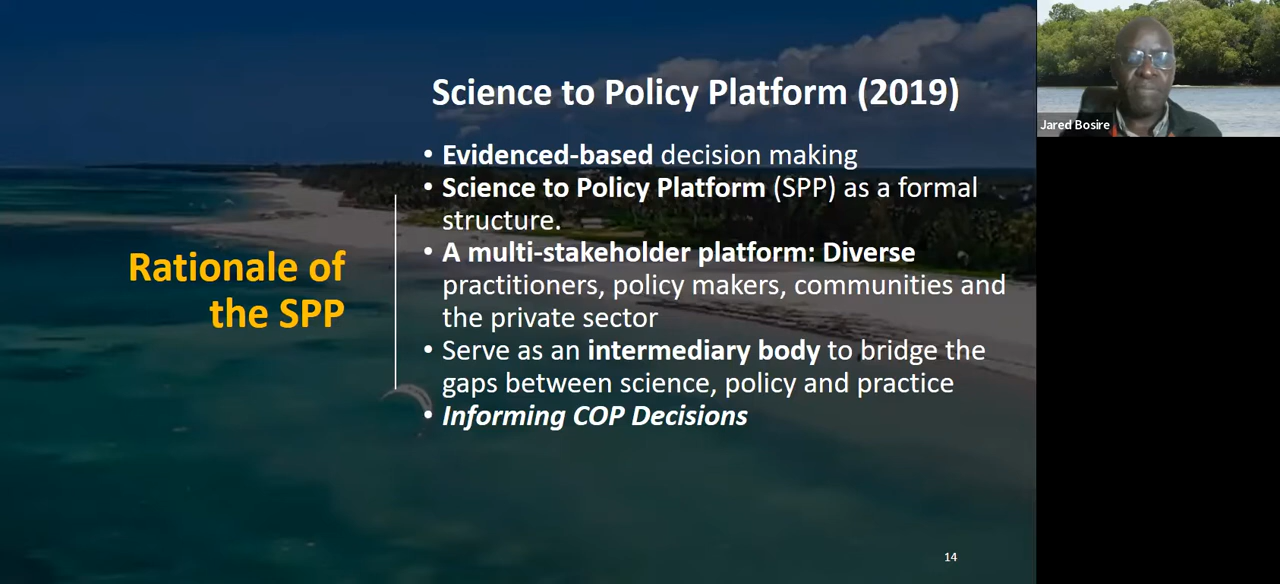 Science to Policy Platform (2019)
Rationale of
the SPP
• Evidenced-based decision making
• Science to Policy Platform (SPP) as a formal
structure.
• A multi-stakeholder platform: Diverse
practitioners, policy makers, communities and
the private sector
• Serve as an intermediary body to bridge the
gaps between science, policy and practice
• Informing COP Decisions
14
Jared Bosire